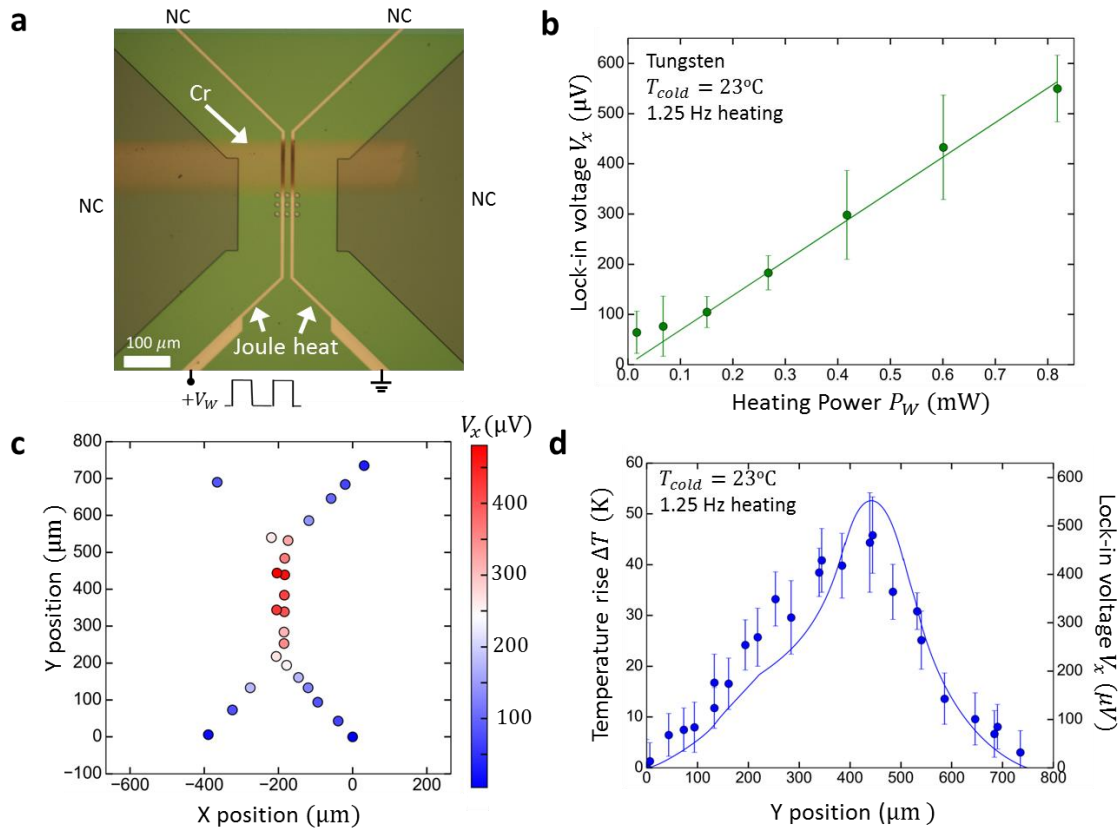 a
NC
NC
Cr
NC
NC
100 μm
Joule heat
+V_W
b
Tungsten
T_cold = 23°C
1.25 Hz heating
Lock-in voltage V_x (μV)
600
500
400
300
200
100
0
0.0 0.1 0.2 0.3 0.4 0.5 0.6 0.7 0.8
Heating Power P_W (mW)
c
V_x (μV)
Y position (μm)
800
700
600
500
400
300
200
100
0
−100
−600 −400 −200 0 200
X position (μm)
400
300
200
100
d
T_cold = 23°C
1.25 Hz heating
Temperature rise ΔT (K)
60
50
40
30
20
10
0
0 100 200 300 400 500 600 700 800
Y position (μm)
600
500
400
300
200
100
0
Lock-in voltage V_x (μV)